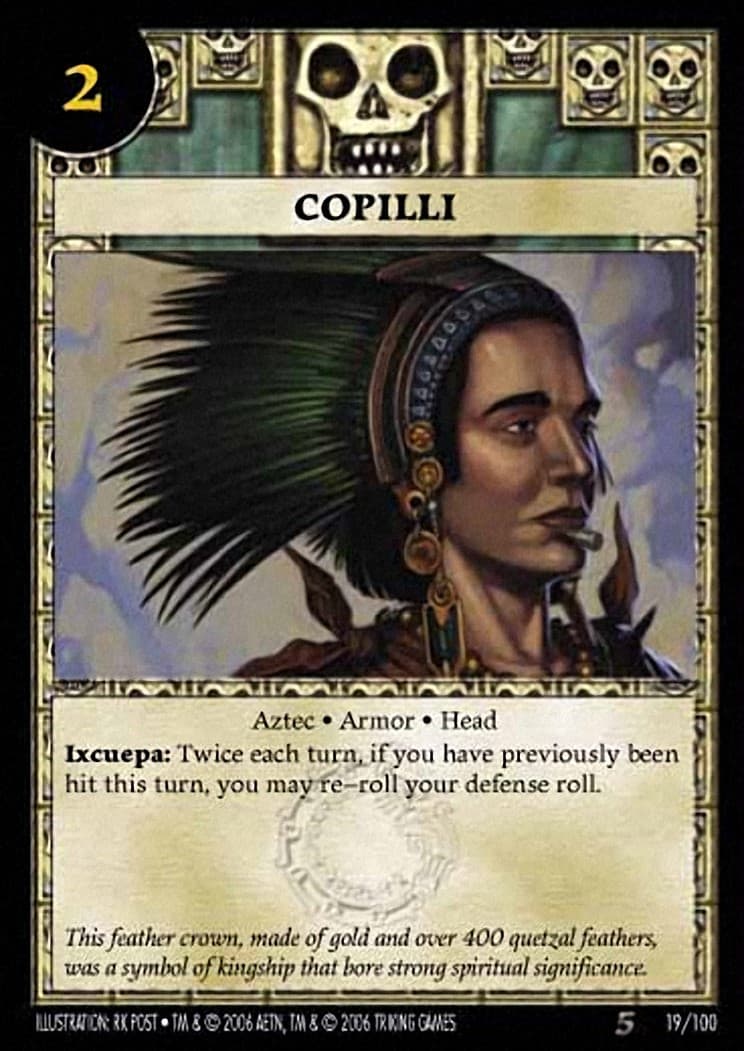 2
COPILLI
Aztec • Armor • Head
Ixcuepa: Twice each turn, if you have previously been
hit this turn, you may re-roll your defense roll.
This feather crown, made of gold and over 400 quetzal feathers,
was a symbol of kingship that bore strong spiritual significance.
ILLUSTRATION: RK POST • TM & © 2006 AETN, TM & © 2006 TRIKING GAMES 5 19/100